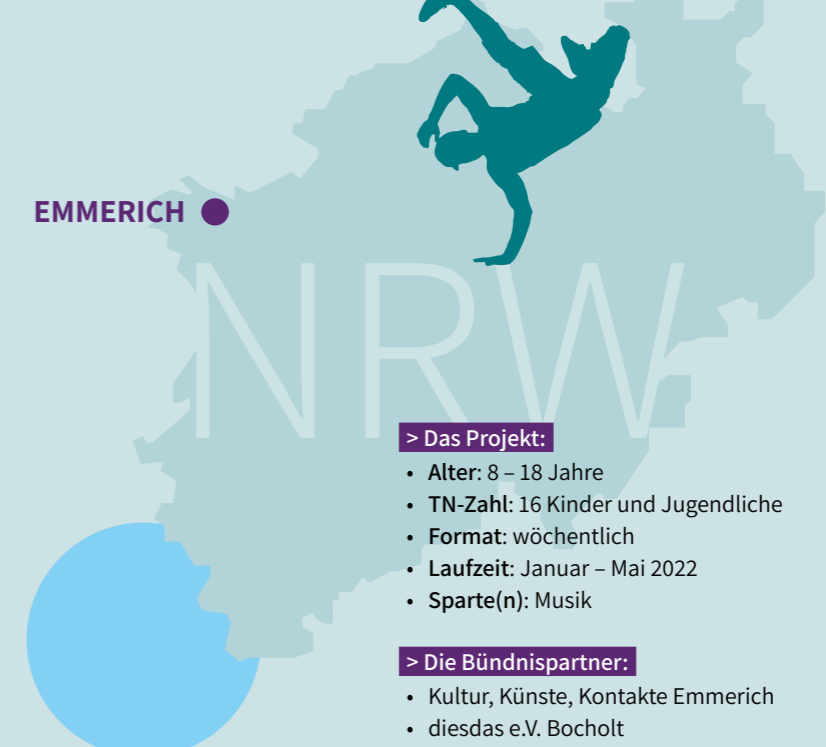 EMMERICH
NRW
> Das Projekt:
• Alter: 8 – 18 Jahre
• TN-Zahl: 16 Kinder und Jugendliche
• Format: wöchentlich
• Laufzeit: Januar – Mai 2022
• Sparte(n): Musik
> Die Bündnispartner:
• Kultur, Künste, Kontakte Emmerich
• diesdas e.V. Bocholt